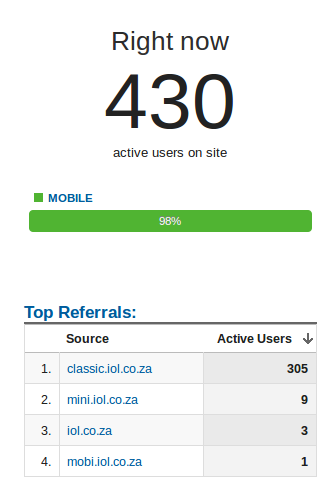 Right now
430
active users on site
MOBILE
98%
Top Referrals:
Source Active Users
1. classic.iol.co.za 305
2. mini.iol.co.za 9
3. iol.co.za 3
4. mobi.iol.co.za 1